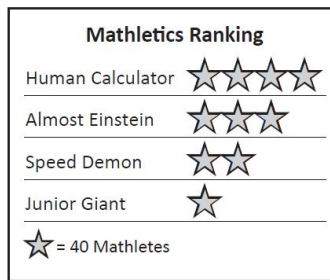 Mathletics Ranking
Human Calculator
Almost Einstein
Speed Demon
Junior Giant
= 40 Mathletes